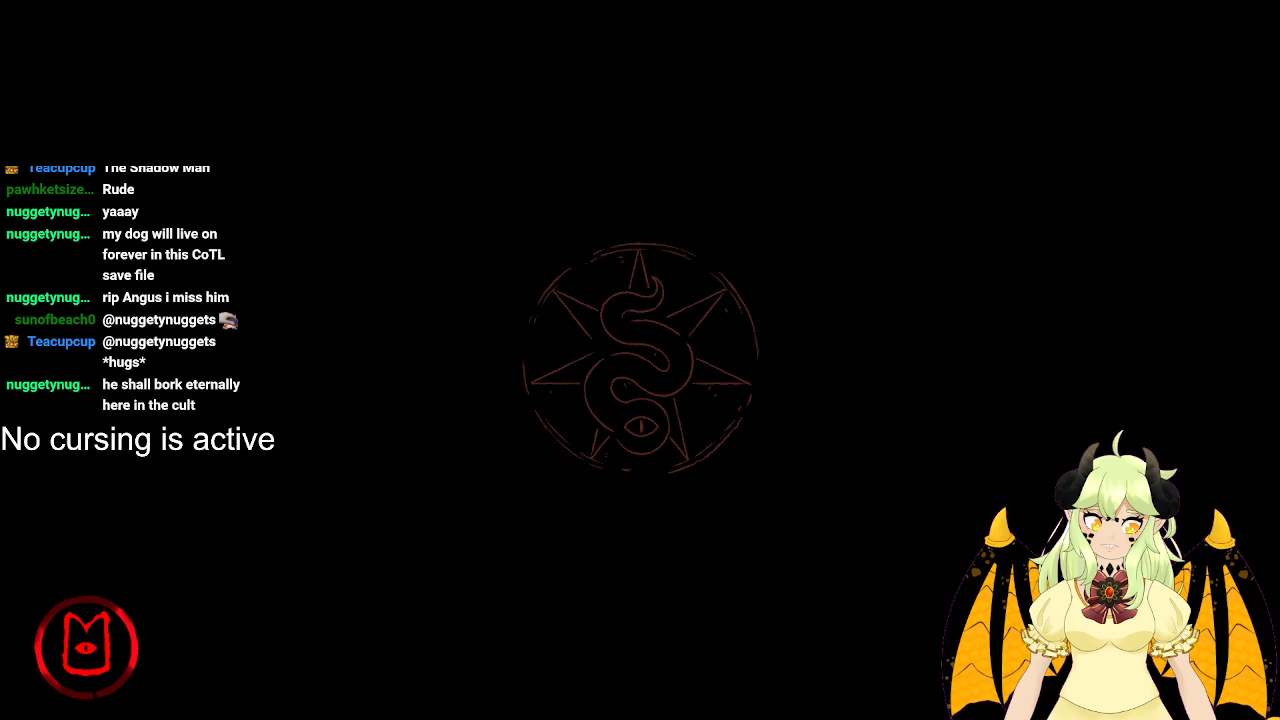 Teacupcup The Shadow Man
pawhketsize... Rude
nuggetynug... yaaay
nuggetynug... my dog will live on
forever in this CoTL
save file
nuggetynug... rip Angus i miss him
sunofbeach0 @nuggetynuggets
Teacupcup @nuggetynuggets
*hugs*
nuggetynug... he shall bork eternally
here in the cult
No cursing is active